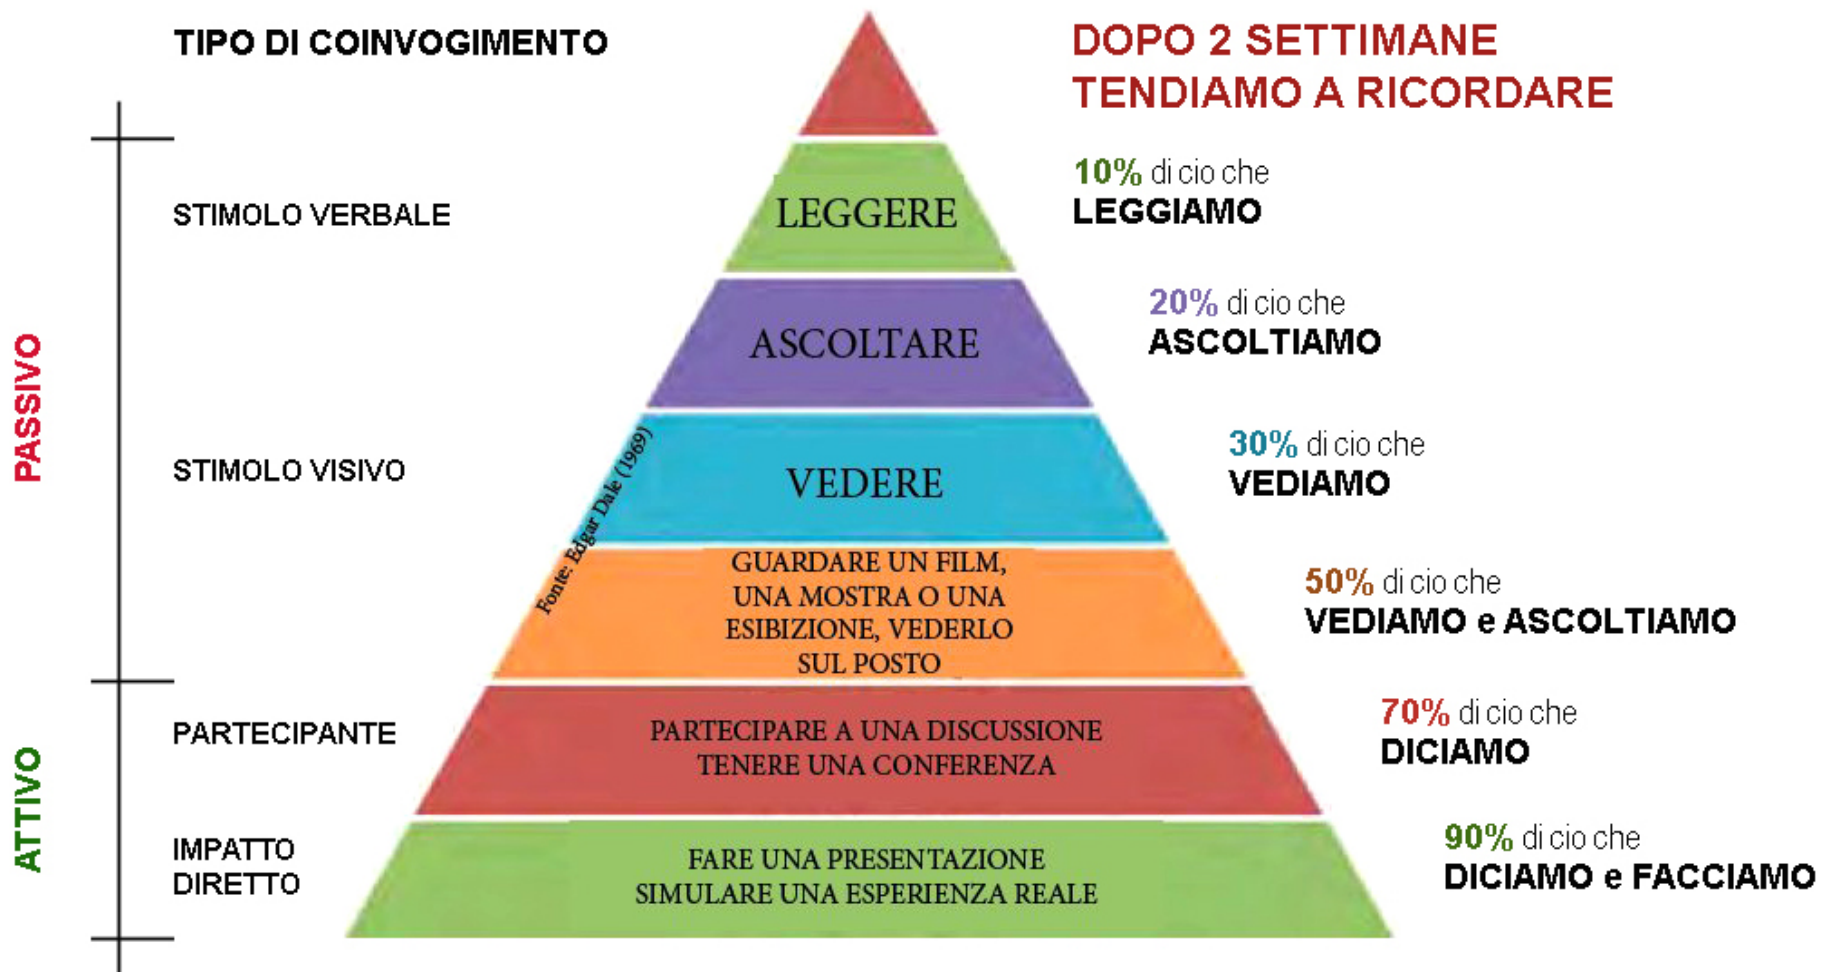 TIPO DI COINVOGIMENTO
DOPO 2 SETTIMANE
TENDIAMO A RICORDARE
PASSIVO
STIMOLO VERBALE
LEGGERE
10% di cio che
LEGGIAMO
ASCOLTARE
20% di cio che
ASCOLTIAMO
STIMOLO VISIVO
Fonte: Edgar Dale (1969)
VEDERE
30% di cio che
VEDIAMO
GUARDARE UN FILM,
UNA MOSTRA O UNA
ESIBIZIONE, VEDERLO
SUL POSTO
50% di cio che
VEDIAMO e ASCOLTIAMO
ATTIVO
PARTECIPANTE
PARTECIPARE A UNA DISCUSSIONE
TENERE UNA CONFERENZA
70% di cio che
DICIAMO
IMPATTO
DIRETTO
FARE UNA PRESENTAZIONE
SIMULARE UNA ESPERIENZA REALE
90% di cio che
DICIAMO e FACCIAMO